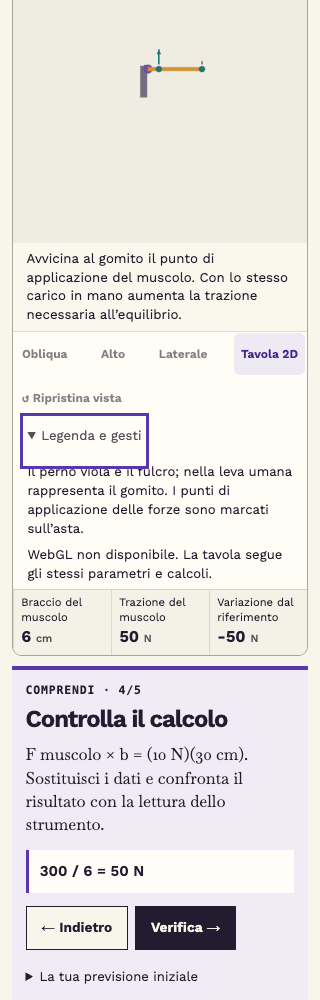 Avvicina al gomito il punto di
applicazione del muscolo. Con lo stesso
carico in mano aumenta la trazione
necessaria all’equilibrio.
Obliqua Alto Laterale Tavola 2D
↺ Ripristina vista
▼ Legenda e gesti
Il perno viola è il fulcro; nella leva umana
rappresenta il gomito. I punti di
applicazione delle forze sono marcati
sull’asta.
WebGL non disponibile. La tavola segue
gli stessi parametri e calcoli.
Braccio del muscolo
6 cm
Trazione del muscolo
50 N
Variazione dal riferimento
-50 N
COMPRENDI · 4/5
Controlla il calcolo
F muscolo × b = (10 N)(30 cm).
Sostituisci i dati e confronta il
risultato con la lettura dello
strumento.
300 / 6 = 50 N
← Indietro
Verifica →
▶ La tua previsione iniziale